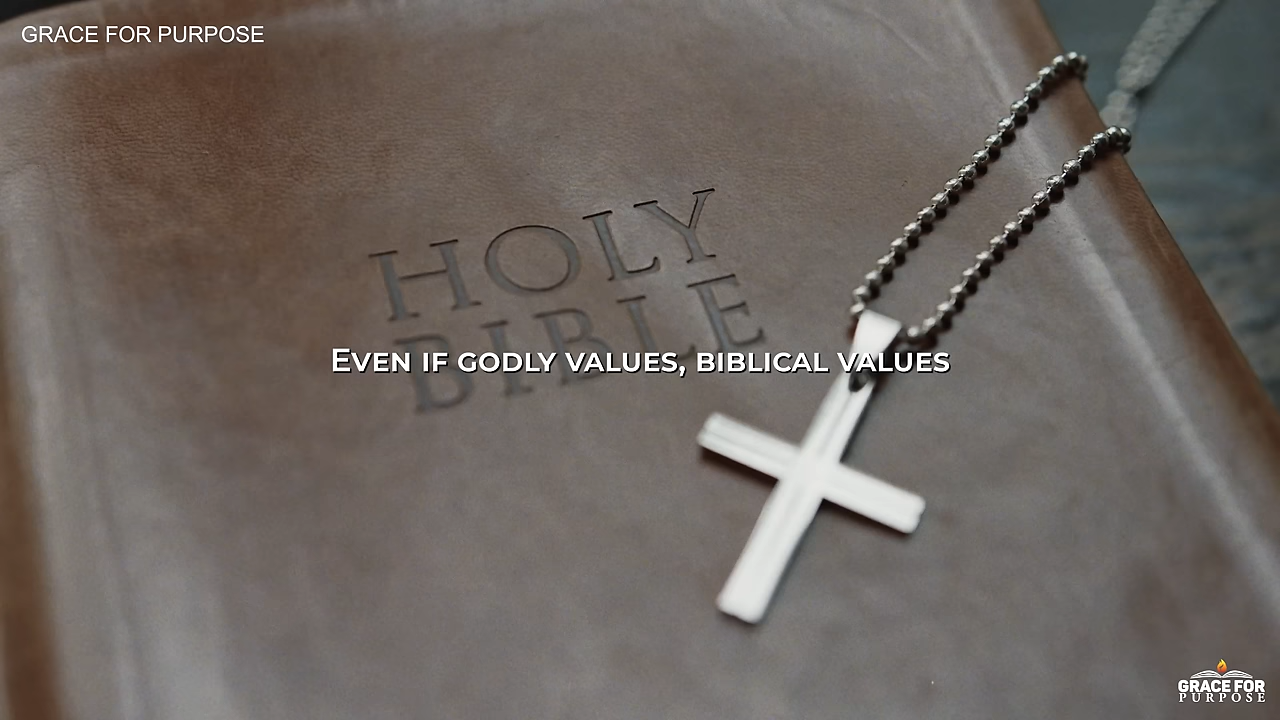 GRACE FOR PURPOSE
HOLY
BIBLE
EVEN IF GODLY VALUES, BIBLICAL VALUES
GRACE FOR
PURPOSE